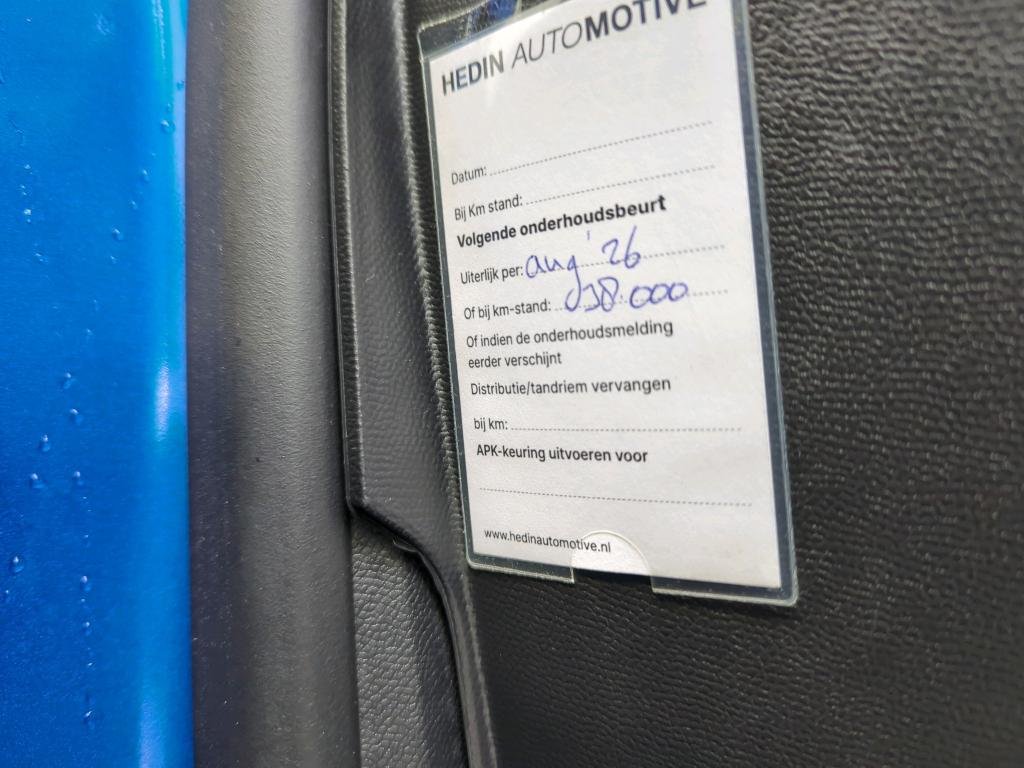 HEDIN AUTOMOTIVE
Datum:
Bij Km stand:
Volgende onderhoudsbeurt
Uiterlijk per: aug '26
Of bij km-stand: 38.000
Of indien de onderhoudsmelding
eerder verschijnt
Distributie/tandriem vervangen
bij km:
APK-keuring uitvoeren voor
www.hedinautomotive.nl